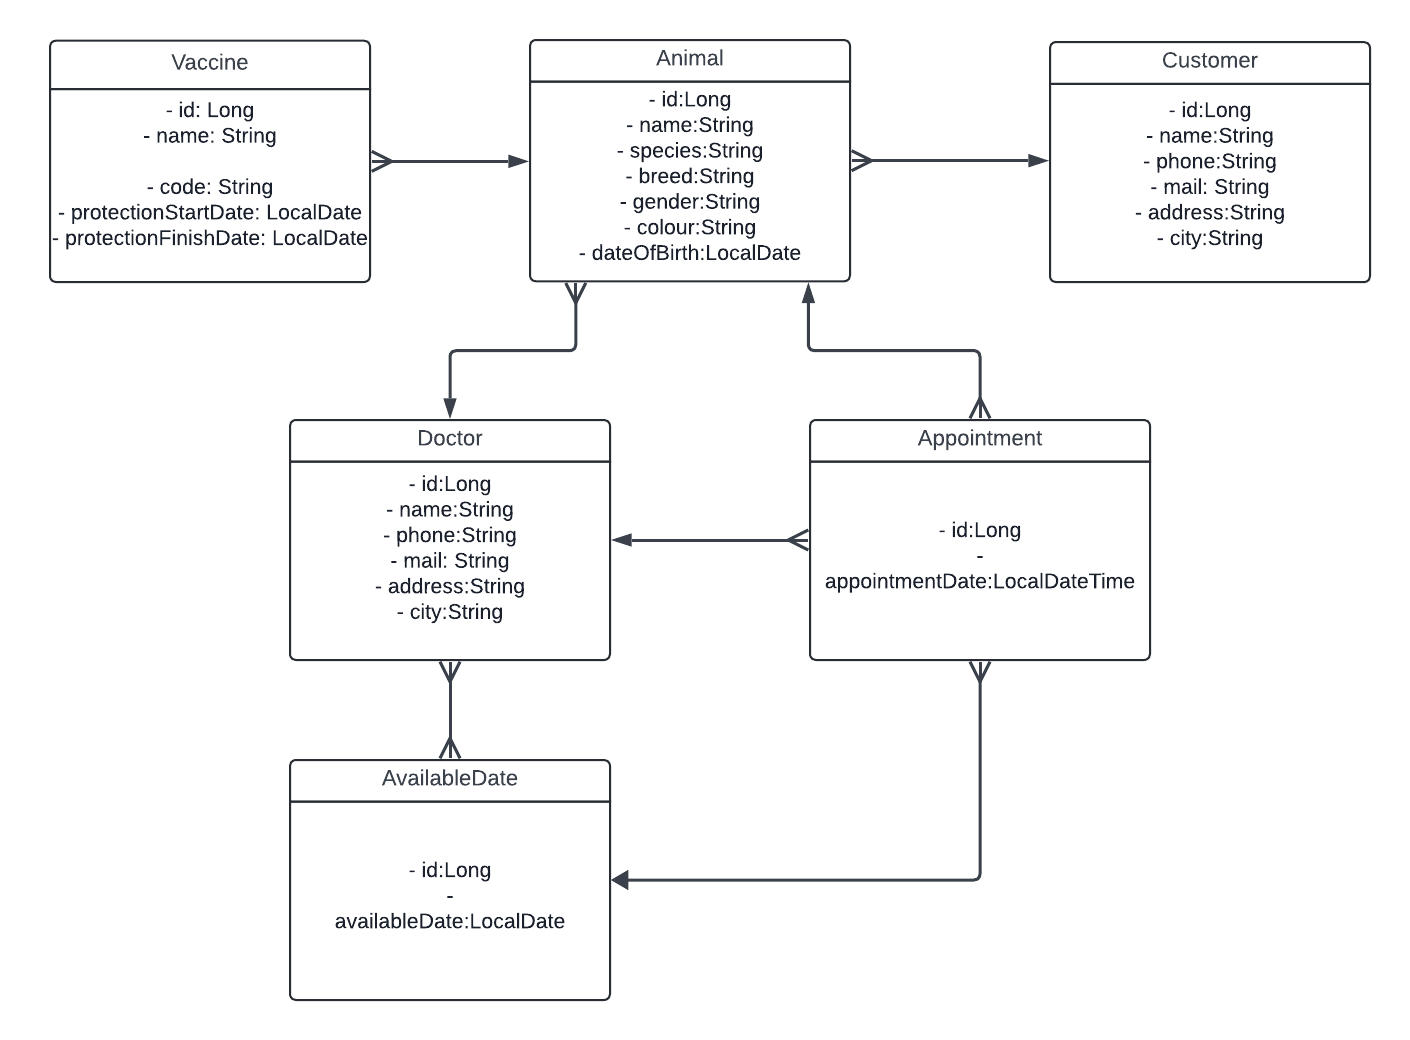 Vaccine
- id: Long
- name: String
- code: String
- protectionStartDate: LocalDate
- protectionFinishDate: LocalDate
Animal
- id:Long
- name:String
- species:String
- breed:String
- gender:String
- colour:String
- dateOfBirth:LocalDate
Customer
- id:Long
- name:String
- phone:String
- mail: String
- address:String
- city:String
Doctor
- id:Long
- name:String
- phone:String
- mail: String
- address:String
- city:String
Appointment
- id:Long
-
appointmentDate:LocalDateTime
AvailableDate
- id:Long
-
availableDate:LocalDate